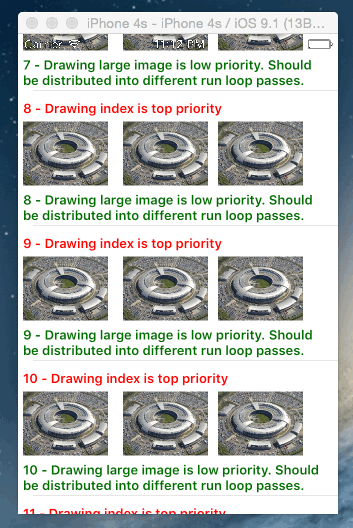 iPhone 4s - iPhone 4s / iOS 9.1 (13B...
Carrier 11:12 PM
7 - Drawing large image is low priority. Should
be distributed into different run loop passes.
8 - Drawing index is top priority
8 - Drawing large image is low priority. Should
be distributed into different run loop passes.
9 - Drawing index is top priority
9 - Drawing large image is low priority. Should
be distributed into different run loop passes.
10 - Drawing index is top priority
10 - Drawing large image is low priority. Should
be distributed into different run loop passes.
11 - Drawing index is top priority